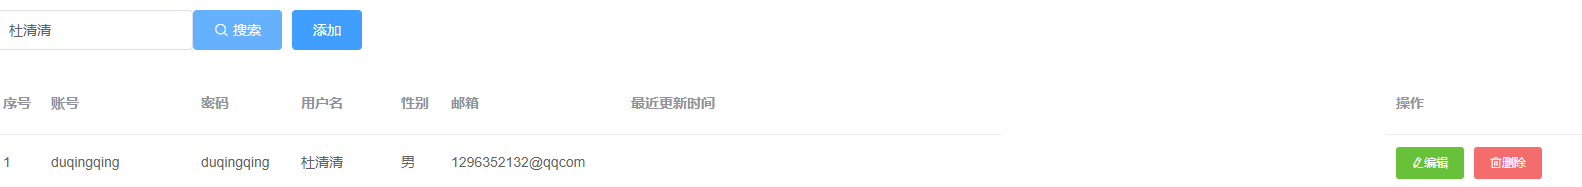 杜清清 搜索 添加
序号 账号 密码 用户名 性别 邮箱 最近更新时间 操作
1 duqingqing duqingqing 杜清清 男 1296352132@qqcom 编辑 删除